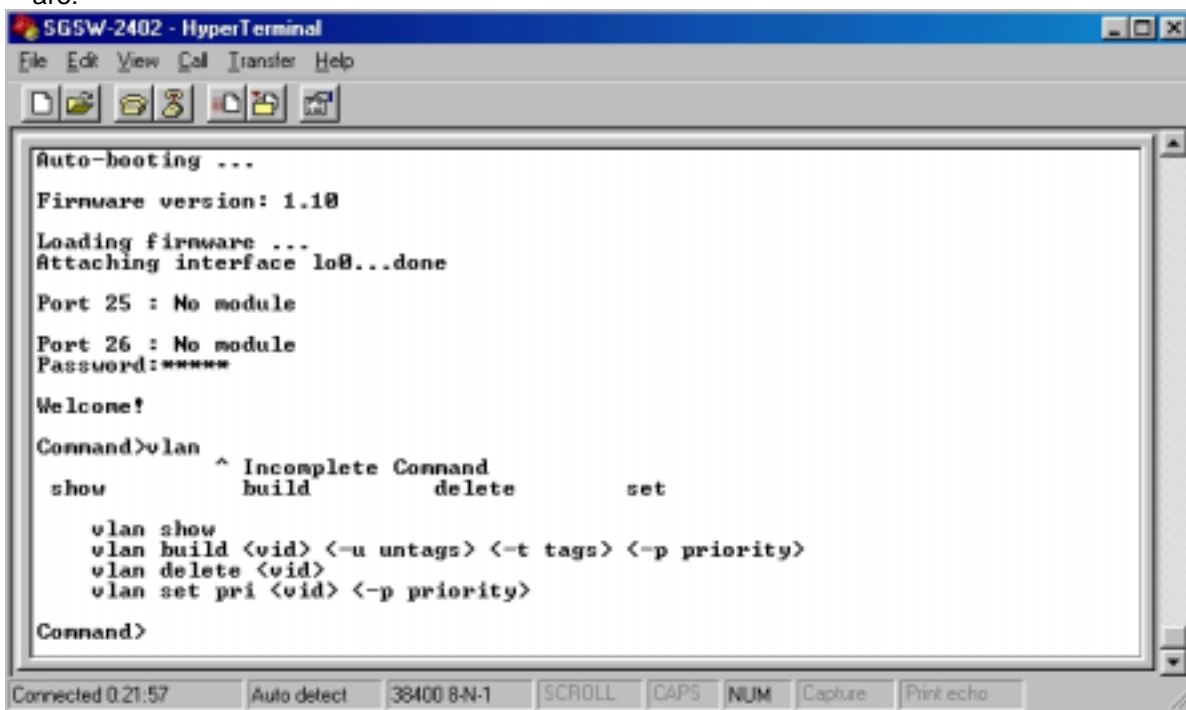 are:
SGSW-2402 - HyperTerminal
File Edit View Call Transfer Help
Auto-booting ...
Firmware version: 1.10
Loading firmware ...
Attaching interface lo0...done
Port 25 : No module
Port 26 : No module
Password:*****
Welcome!
Command>vlan
^ Incomplete Command
show build delete set
vlan show
vlan build <vid> <-u untags> <-t tags> <-p priority>
vlan delete <vid>
vlan set pri <vid> <-p priority>
Command>
Connected 0:21:57 Auto detect 38400 8-N-1 SCROLL CAPS NUM Capture Print echo